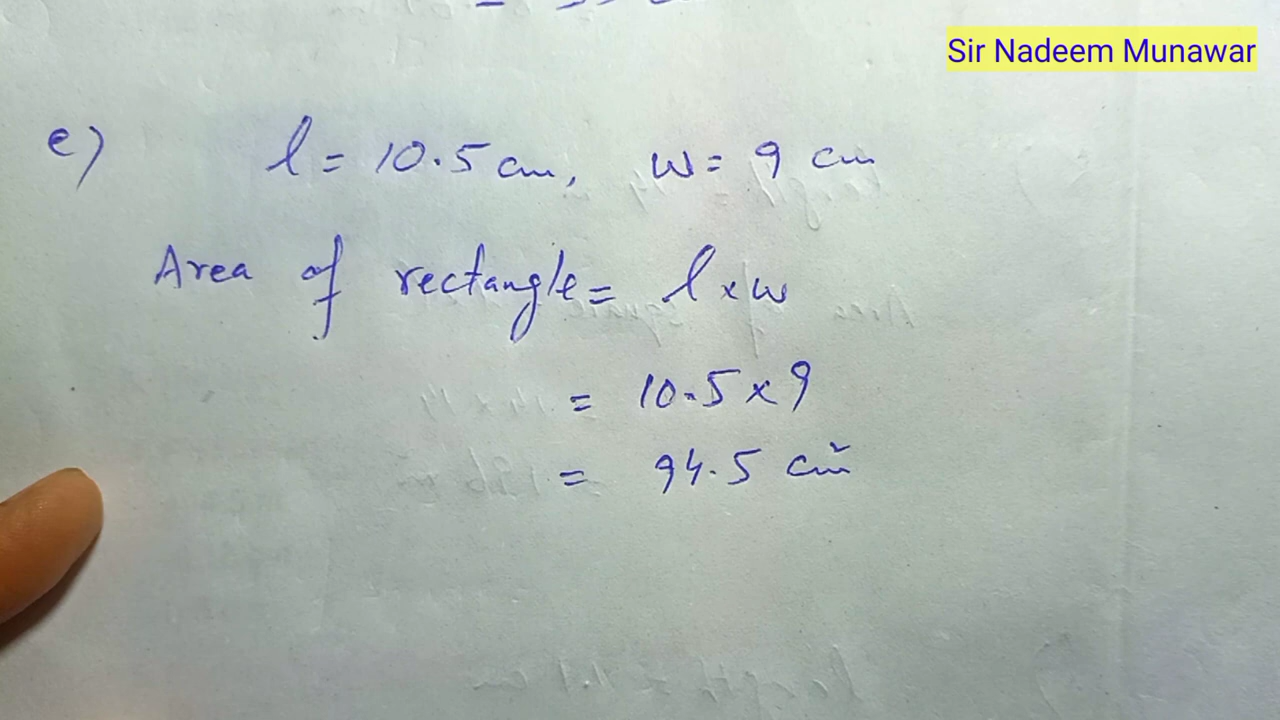 Sir Nadeem Munawar
e) l = 10.5 cm, w = 9 cm
Area of rectangle = l × w
= 10.5 × 9
= 94.5 cm²